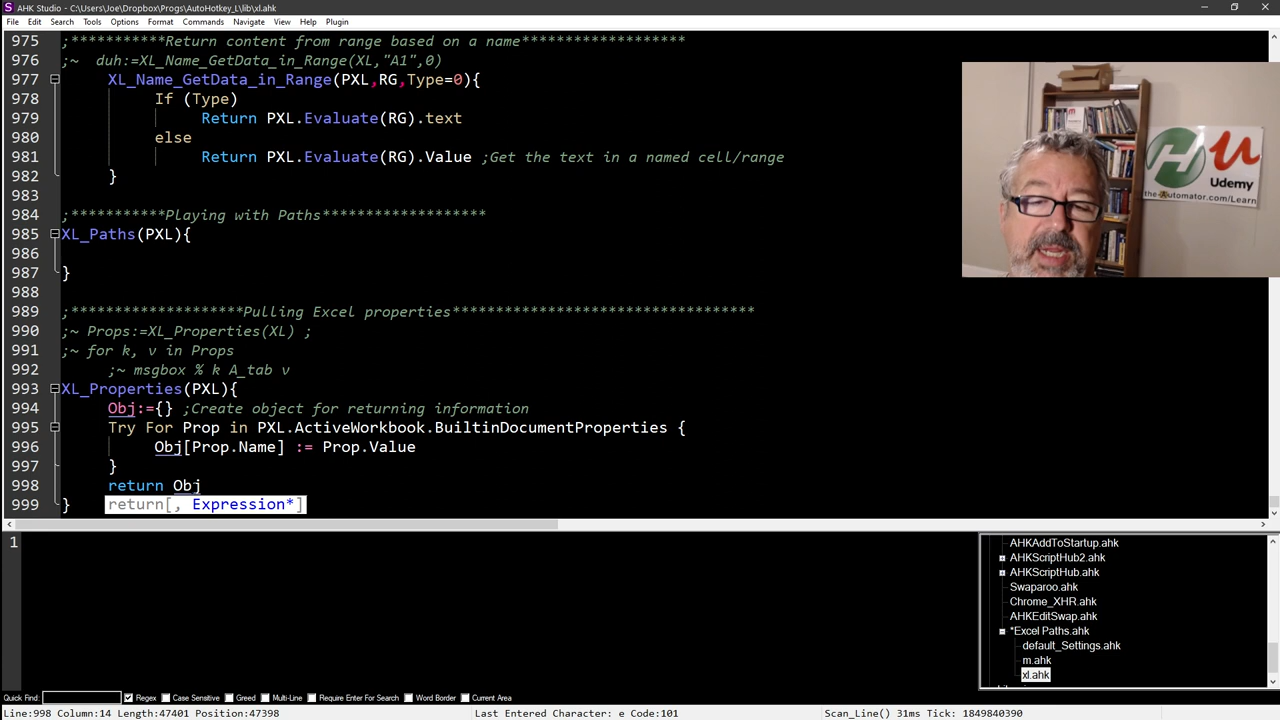 AHK Studio - C:\Users\Joe\Dropbox\Progs\AutoHotkey_L\lib\xl.ahk
File Edit Search Tools Options Format Commands Navigate View Help Plugin
975 ;***********Return content from range based on a name*******************
976 ;~ duh:=XL_Name_GetData_in_Range(XL,"A1",0)
977 XL_Name_GetData_in_Range(PXL,RG,Type=0){
978 If (Type)
979 Return PXL.Evaluate(RG).text
980 else
981 Return PXL.Evaluate(RG).Value ;Get the text in a named cell/range
982 }
983
984 ;***********Playing with Paths*******************
985 XL_Paths(PXL){
986
987 }
988
989 ;********************Pulling Excel properties********************************
990 ;~ Props:=XL_Properties(XL) ;
991 ;~ for k, v in Props
992 ;~ msgbox % k A_tab v
993 XL_Properties(PXL){
994 Obj:={} ;Create object for returning information
995 Try For Prop in PXL.ActiveWorkbook.BuiltinDocumentProperties {
996 Obj[Prop.Name] := Prop.Value
997 }
998 return Obj
999 } return[, Expression*]
Udemy
the-Automator.com/Learn
1
AHKAddToStartup.ahk
AHKScriptHub2.ahk
AHKScriptHub.ahk
Swaparoo.ahk
Chrome_XHR.ahk
AHKEditSwap.ahk
*Excel Paths.ahk
default_Settings.ahk
m.ahk
xl.ahk
Quick Find: Regex Case Sensitive Greed Multi-Line Require Enter For Search Word Border Current Area
Line:998 Column:14 Length:47401 Position:47398 Last Entered Character: e Code:101 Scan_Line() 31ms Tick: 1849840390